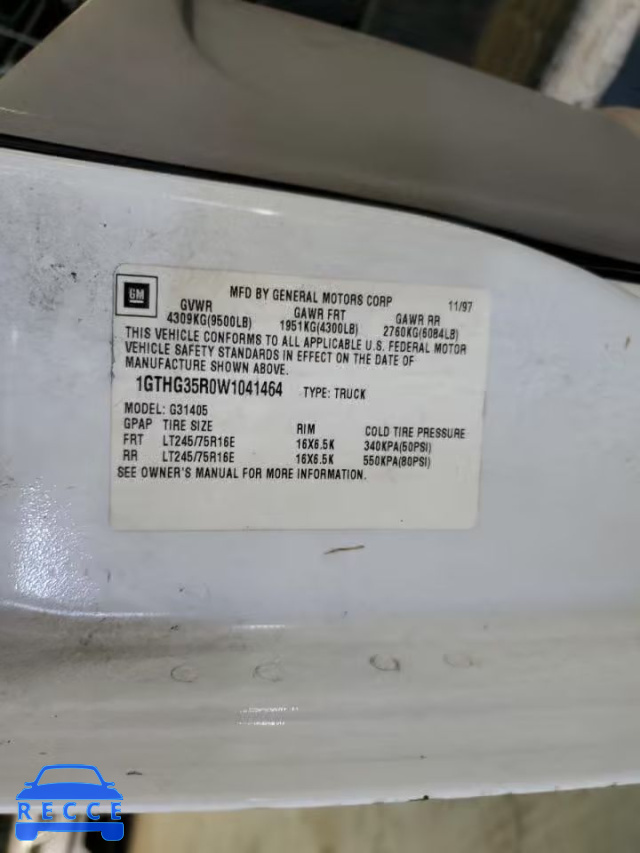 GM
MFD BY GENERAL MOTORS CORP 11/97
GVWR GAWR FRT GAWR RR
4309KG(9500LB) 1951KG(4300LB) 2760KG(6084LB)
THIS VEHICLE CONFORMS TO ALL APPLICABLE U.S. FEDERAL MOTOR
VEHICLE SAFETY STANDARDS IN EFFECT ON THE DATE OF
MANUFACTURE SHOWN ABOVE.
1GTHG35R0W1041464 TYPE: TRUCK
MODEL: G31405
GPAP TIRE SIZE RIM COLD TIRE PRESSURE
FRT LT245/75R16E 16X6.5K 340KPA(50PSI)
RR LT245/75R16E 16X6.5K 550KPA(80PSI)
SEE OWNER'S MANUAL FOR MORE INFORMATION.
RECCE